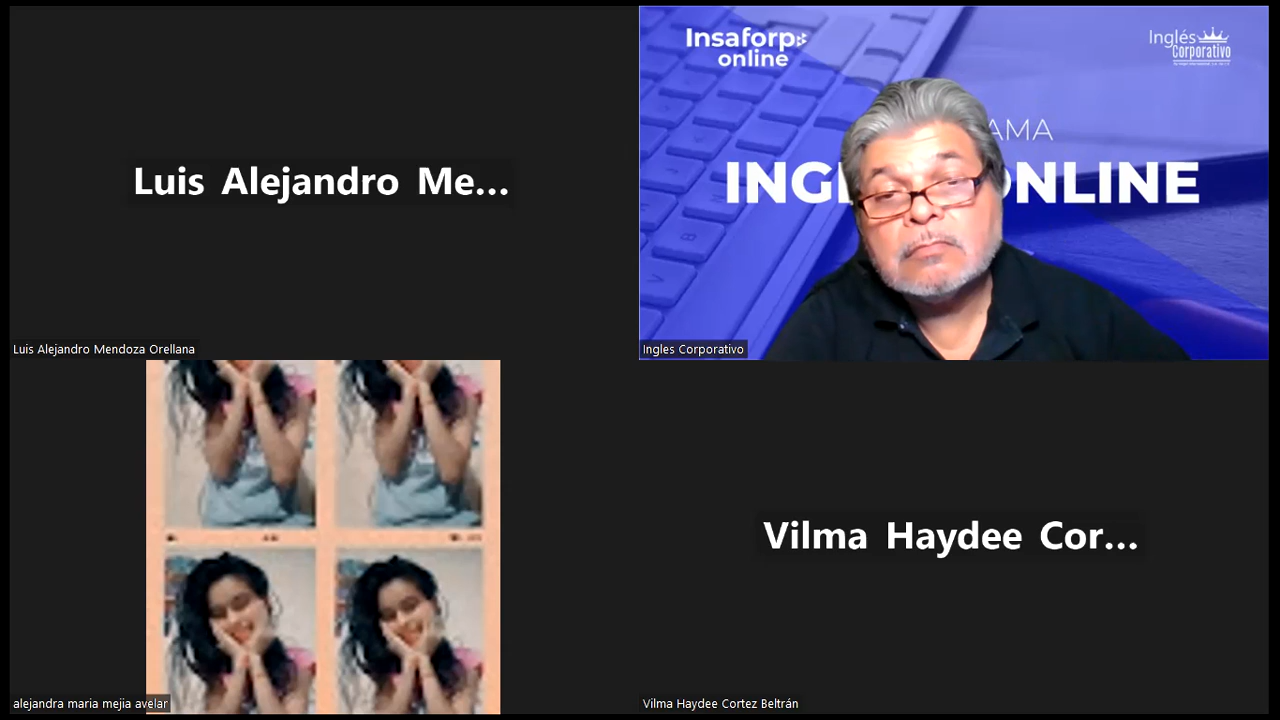 Luis Alejandro Me...
Luis Alejandro Mendoza Orellana
Insaforp
online
Inglés
Corporativo
AMA
INGL ONLINE
Ingles Corporativo
alejandra maria mejia avelar
Vilma Haydee Cor...
Vilma Haydee Cortez Beltrán